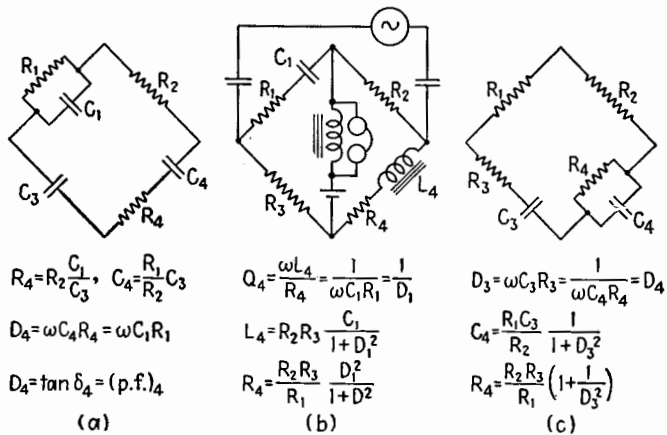 R₁
C₁
R₂
C₃
C₄
R₄
R₄=R₂ C₁/C₃, C₄=R₁/R₂ C₃
D₄=ωC₄R₄=ωC₁R₁
D₄=tan δ₄=(p.f.)₄
(a)
C₁
R₁
R₂
R₃
R₄
L₄
Q₄=ωL₄/R₄=1/ωC₁R₁=1/D₁
L₄=R₂R₃ C₁/1+D₁²
R₄=R₂R₃/R₁ D₁²/1+D²
(b)
R₁
R₂
R₃
R₄
C₃
C₄
D₃=ωC₃R₃=1/ωC₄R₄=D₄
C₄=R₁C₃/R₂ 1/1+D₃²
R₄=R₂R₃/R₁(1+1/D₃²)
(c)